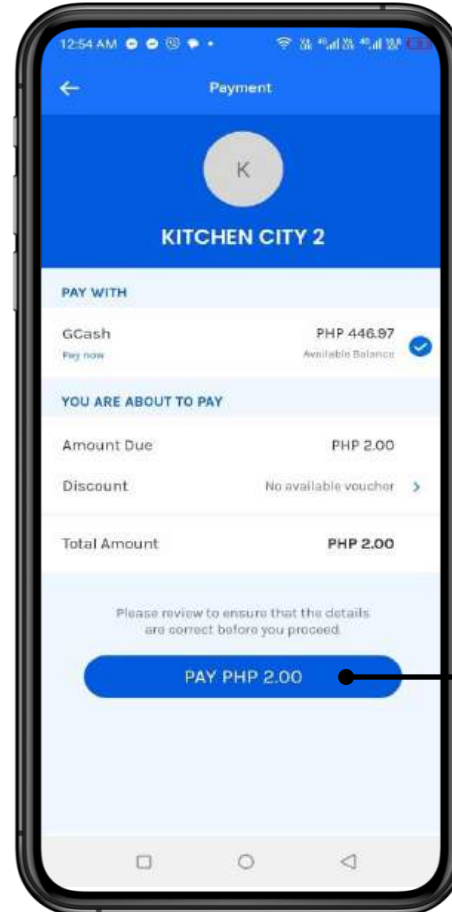 12:54 AM
Payment
K
KITCHEN CITY 2
PAY WITH
GCash PHP 446.97
Pay now Available Balance
YOU ARE ABOUT TO PAY
Amount Due PHP 2.00
Discount No available voucher
Total Amount PHP 2.00
Please review to ensure that the details
are correct before you proceed.
PAY PHP 2.00